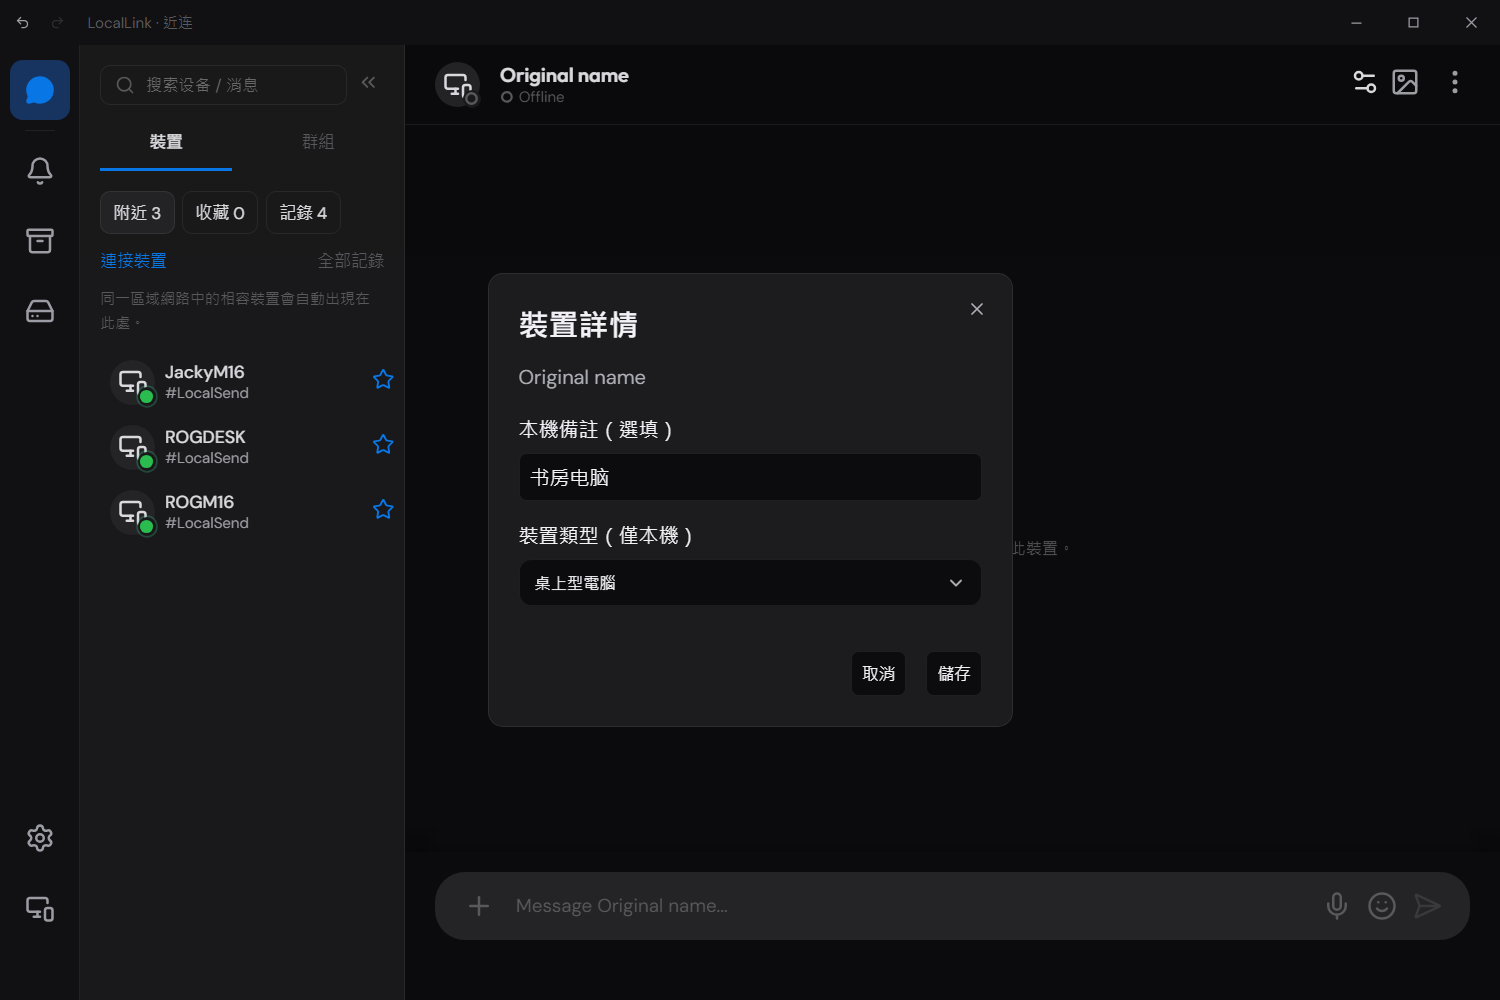 LocalLink · 近连
搜索设备 / 消息
裝置
群組
附近 3
收藏 0
記錄 4
連接裝置
全部記錄
同一區域網路中的相容裝置會自動出現在
此處。
JackyM16
#LocalSend
ROGDESK
#LocalSend
ROGM16
#LocalSend
Original name
Offline
此裝置。
裝置詳情
Original name
本機備註（選填）
书房电脑
裝置類型（僅本機）
桌上型電腦
取消
儲存
Message Original name...